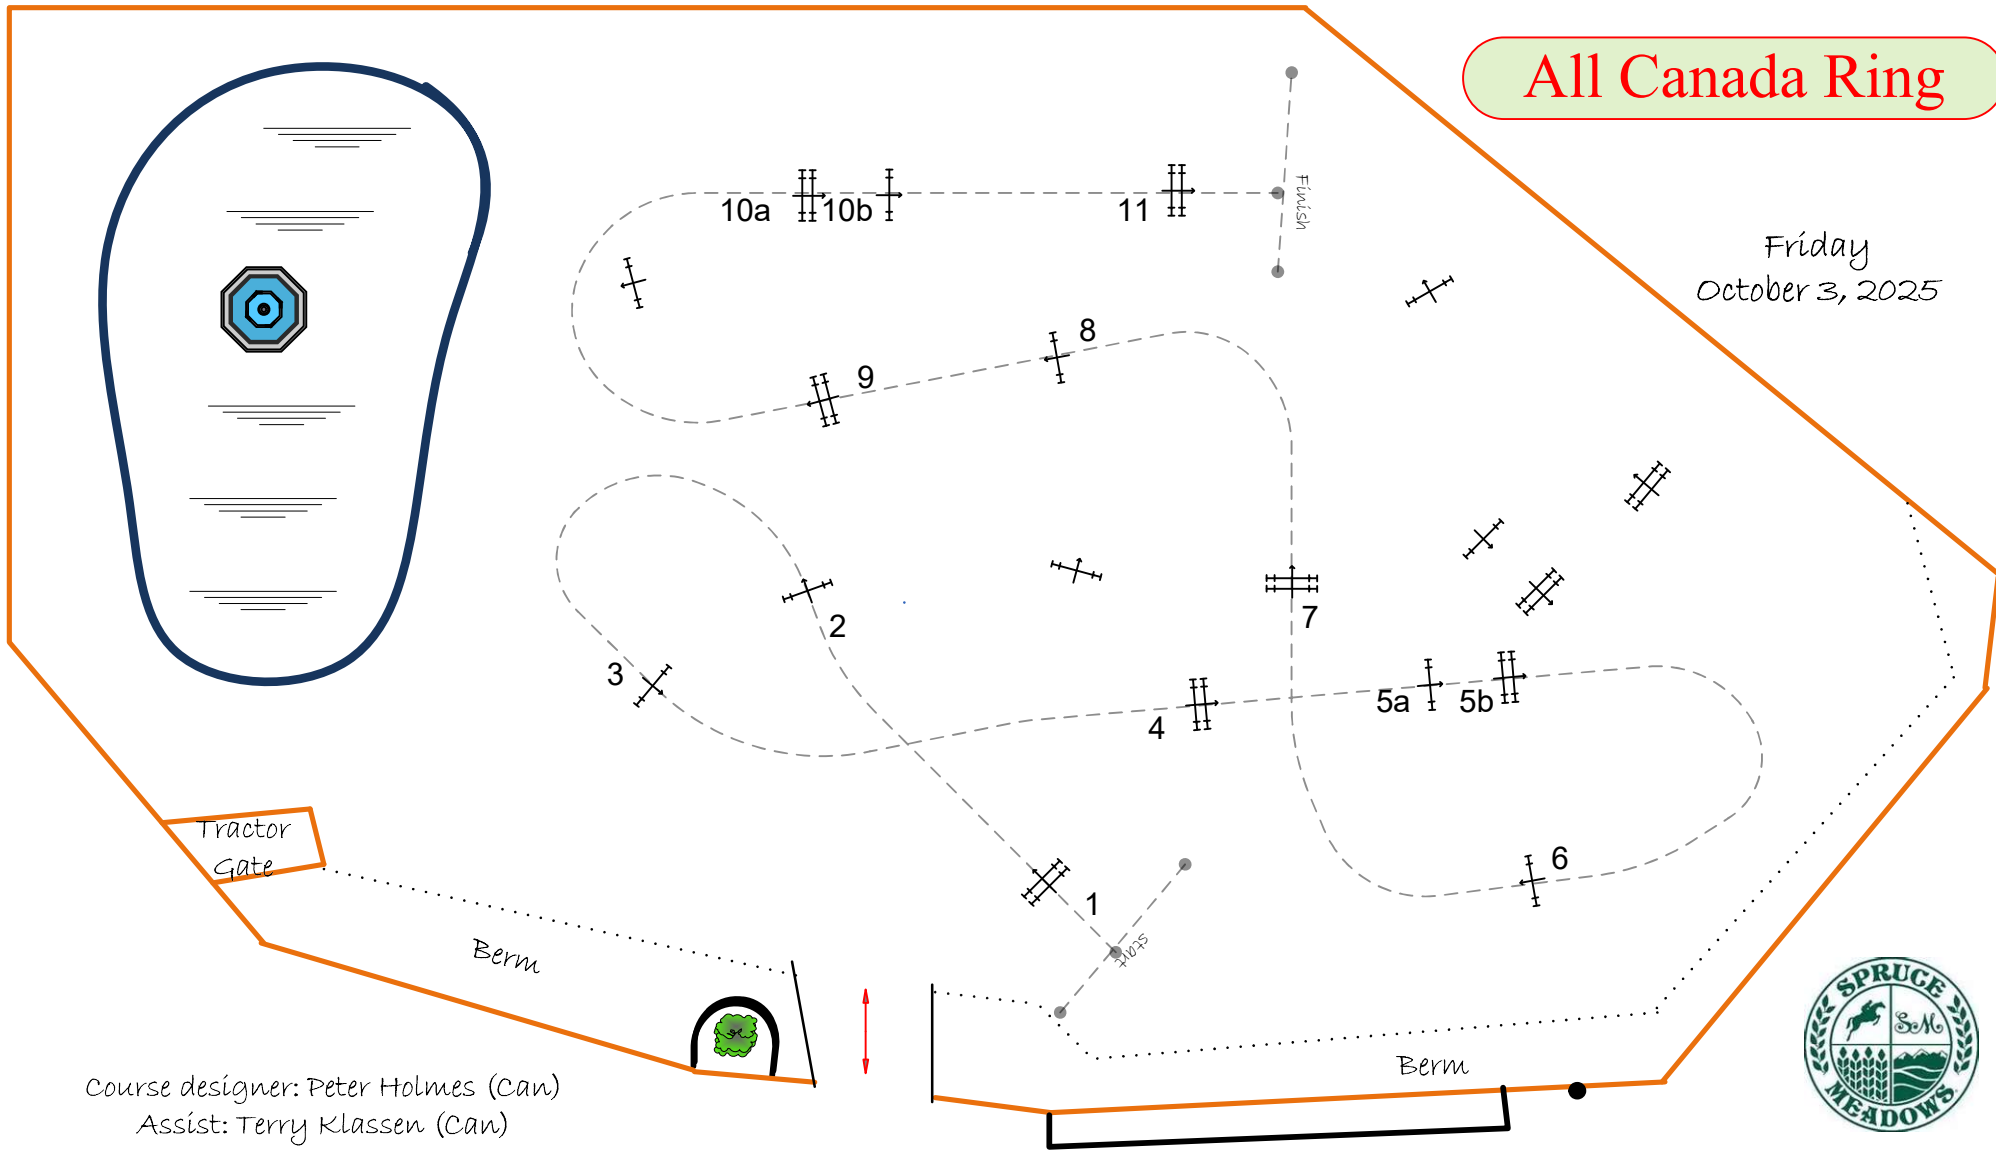 All Canada Ring
Friday
October 3, 2025
Finish
10a
10b
11
8
9
2
7
3
4
5a
5b
6
1
start
Tractor
Gate
Berm
Berm
Course designer: Peter Holmes (Can)
Assist: Terry Klassen (Can)
SPRUCE
SM
MEADOWS